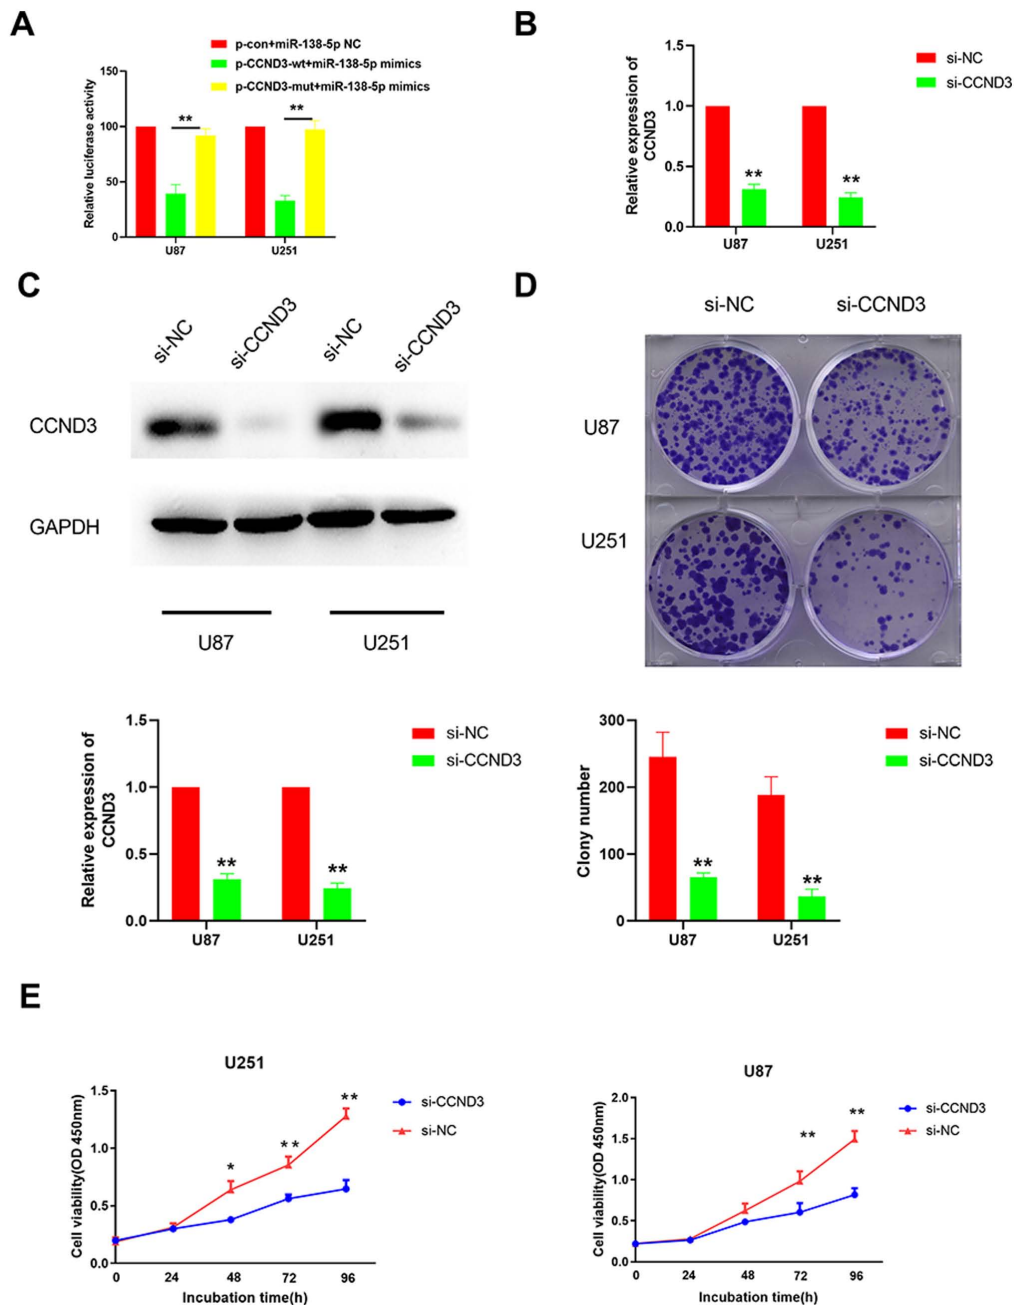 A
p-con+miR-138-5p NC
p-CCND3-wt+miR-138-5p mimics
p-CCND3-mut+miR-138-5p mimics
Relative luciferase activity
150
100
50
0
**
**
U87
U251
B
si-NC
si-CCND3
Relative expression of
CCND3
1.5
1.0
0.5
0.0
**
**
U87
U251
C
si-NC
si-CCND3
si-NC
si-CCND3
CCND3
GAPDH
U87
U251
Relative expression of
CCND3
1.5
1.0
0.5
0.0
**
**
U87
U251
si-NC
si-CCND3
D
si-NC
si-CCND3
U87
U251
Clony number
300
200
100
0
**
**
U87
U251
si-NC
si-CCND3
E
U251
Cell viability(OD 450nm)
1.5
1.0
0.5
0.0
*
**
**
0 24 48 72 96
Incubation time(h)
si-CCND3
si-NC
U87
Cell viability(OD 450nm)
2.0
1.5
1.0
0.5
0.0
**
**
0 24 48 72 96
Incubation time(h)
si-CCND3
si-NC